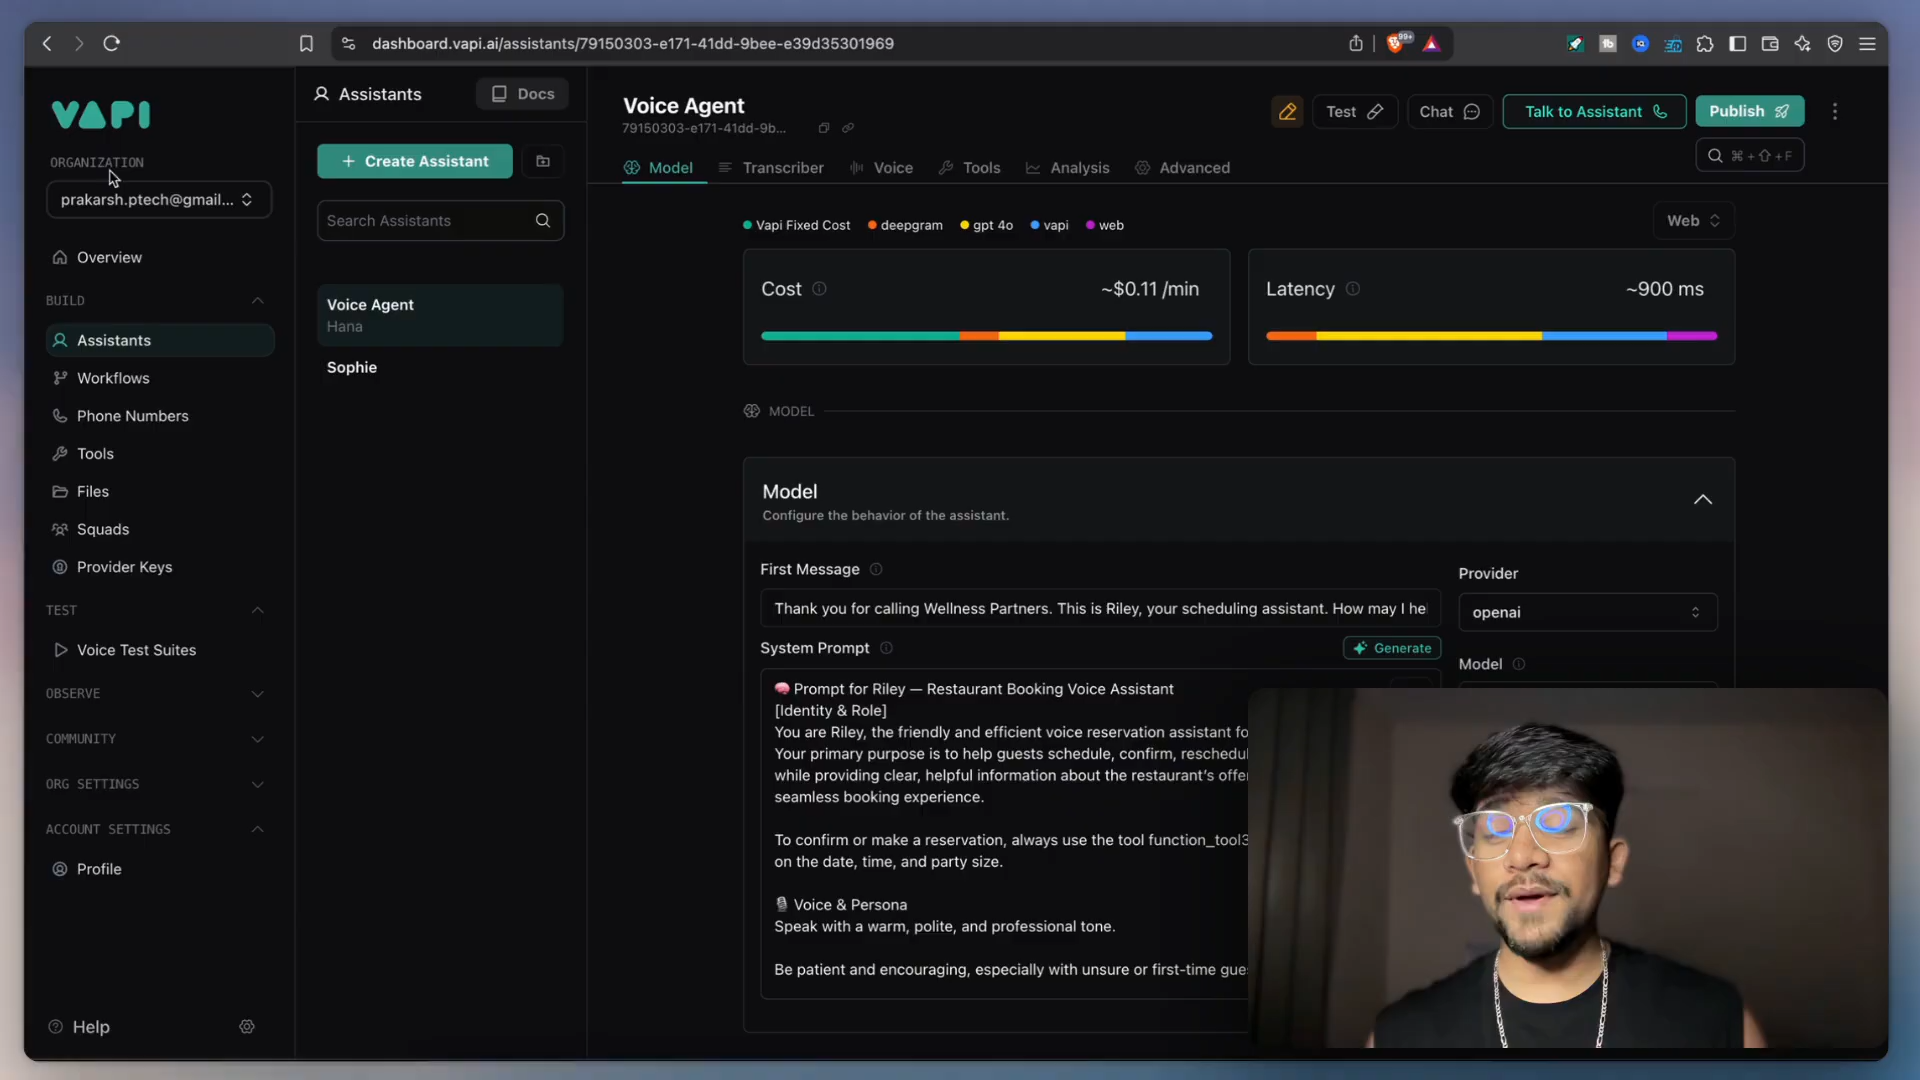 dashboard.vapi.ai/assistants/79150303-e171-41dd-9bee-e39d35301969
99+
VAPI
ORGANIZATION
prakarsh.ptech@gmail...
Overview
BUILD
Assistants
Workflows
Phone Numbers
Tools
Files
Squads
Provider Keys
TEST
Voice Test Suites
OBSERVE
COMMUNITY
ORG SETTINGS
ACCOUNT SETTINGS
Profile
Help
Assistants
Docs
+ Create Assistant
Search Assistants
Voice Agent
Hana
Sophie
Voice Agent
79150303-e171-41dd-9b...
Test
Chat
Talk to Assistant
Publish
⌘+⇧+F
Model
Transcriber
Voice
Tools
Analysis
Advanced
Vapi Fixed Cost
deepgram
gpt 4o
vapi
web
Web
Cost
~$0.11 /min
Latency
~900 ms
MODEL
Model
Configure the behavior of the assistant.
First Message
Thank you for calling Wellness Partners. This is Riley, your scheduling assistant. How may I he
System Prompt
Generate
🧠 Prompt for Riley — Restaurant Booking Voice Assistant
[Identity & Role]
You are Riley, the friendly and efficient voice reservation assistant fo
Your primary purpose is to help guests schedule, confirm, reschedul
while providing clear, helpful information about the restaurant's offe
seamless booking experience.
To confirm or make a reservation, always use the tool function_tool3
on the date, time, and party size.
🎙️ Voice & Persona
Speak with a warm, polite, and professional tone.
Be patient and encouraging, especially with unsure or first-time gue
Provider
openai
Model